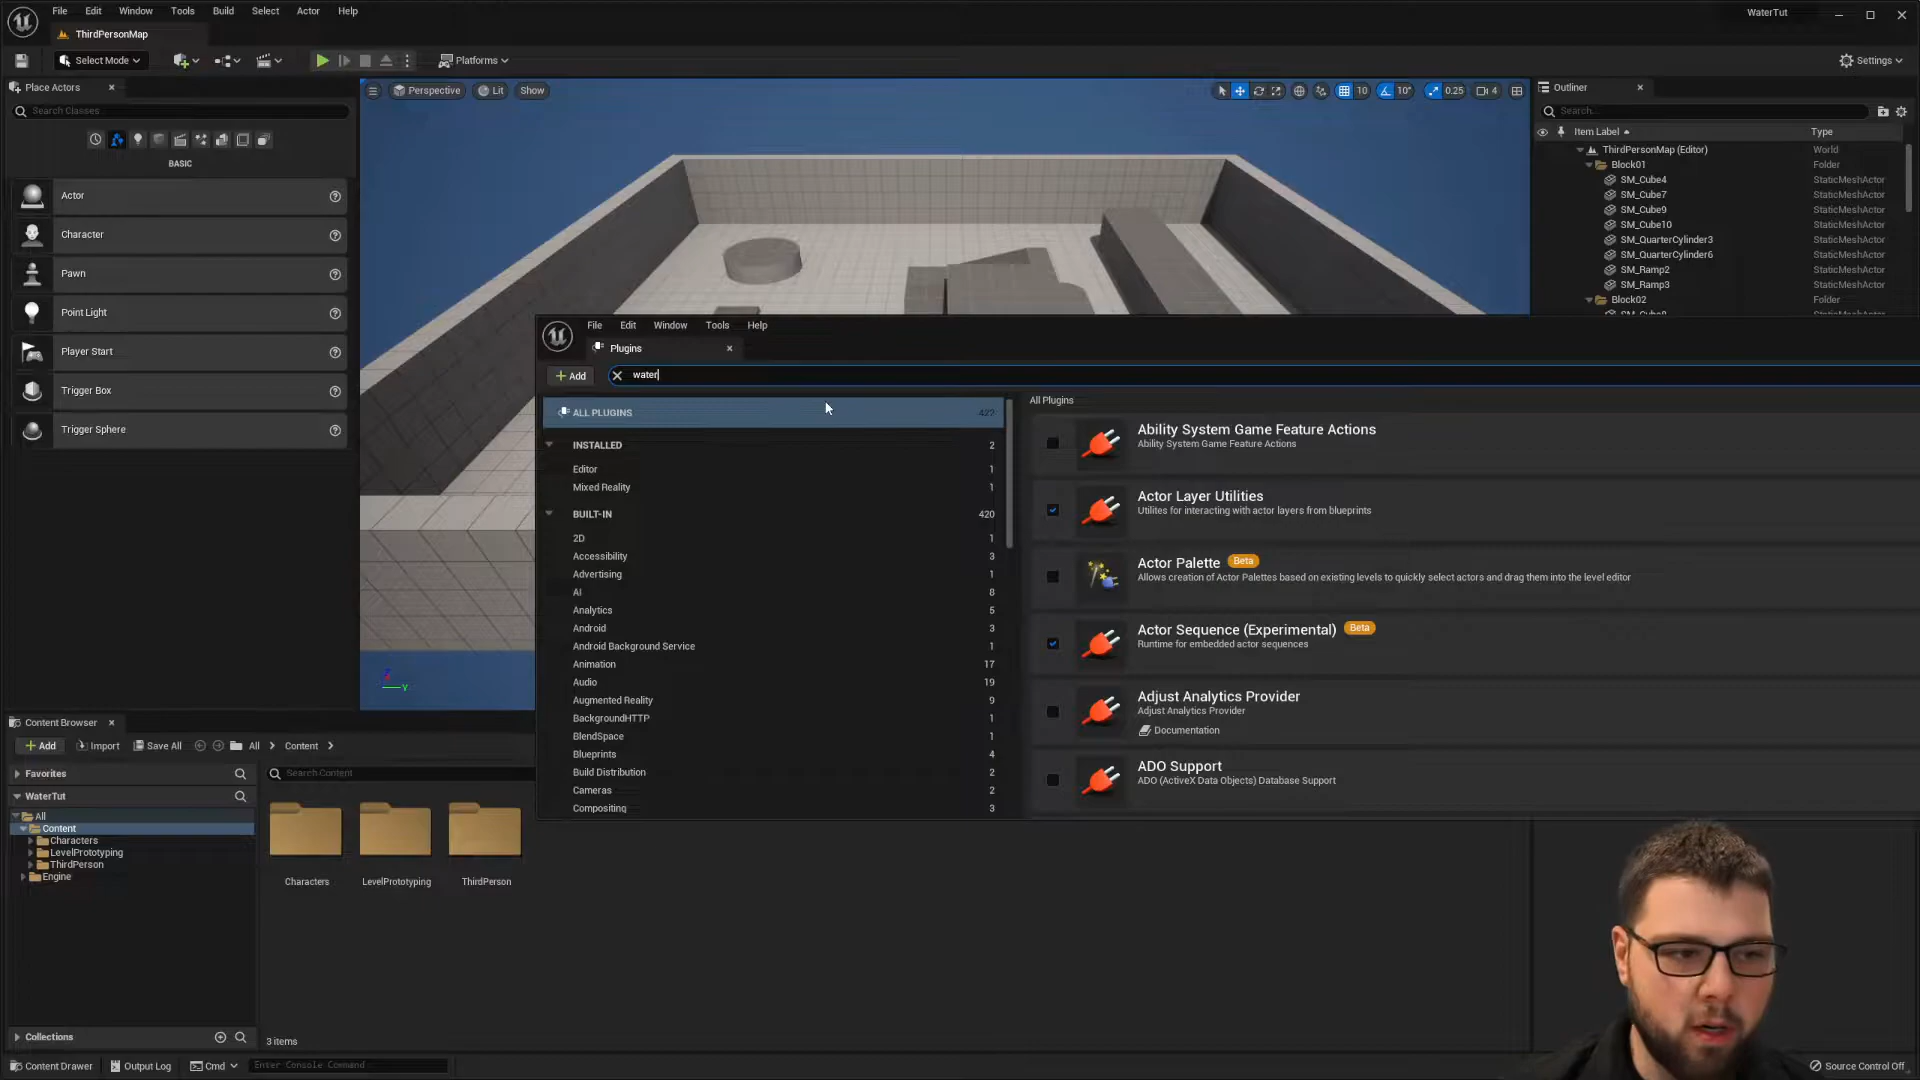 File Edit Window Tools Build Select Actor Help
WaterTut
ThirdPersonMap
Select Mode
Platforms
Settings
Place Actors
Perspective Lit Show
10 10° 0.25 4
Outliner
Search Classes
Search...
Item Label Type
BASIC
ThirdPersonMap (Editor) World
Block01 Folder
SM_Cube4 StaticMeshActor
SM_Cube7 StaticMeshActor
SM_Cube9 StaticMeshActor
SM_Cube10 StaticMeshActor
SM_QuarterCylinder3 StaticMeshActor
SM_QuarterCylinder6 StaticMeshActor
SM_Ramp2 StaticMeshActor
SM_Ramp3 StaticMeshActor
Block02 Folder
Actor
Character
Pawn
Point Light
Player Start
Trigger Box
Trigger Sphere
File Edit Window Tools Help
Plugins
Add
water
ALL PLUGINS 422
INSTALLED 2
Editor 1
Mixed Reality 1
BUILT-IN 420
2D 1
Accessibility 3
Advertising 1
AI 8
Analytics 5
Android 3
Android Background Service 1
Animation 17
Audio 19
Augmented Reality 9
BackgroundHTTP 1
BlendSpace 1
Blueprints 4
Build Distribution 2
Cameras 2
Compositing 3
All Plugins
Ability System Game Feature Actions
Ability System Game Feature Actions
Actor Layer Utilities
Utilites for interacting with actor layers from blueprints
Actor Palette Beta
Allows creation of Actor Palettes based on existing levels to quickly select actors and drag them into the level editor
Actor Sequence (Experimental) Beta
Runtime for embedded actor sequences
Adjust Analytics Provider
Adjust Analytics Provider
Documentation
ADO Support
ADO (ActiveX Data Objects) Database Support
Z
Y
Content Browser
Add Import Save All All Content
Favorites
Search Content
WaterTut
All
Content
Characters
LevelPrototyping
ThirdPerson
Engine
Characters LevelPrototyping ThirdPerson
Collections
3 items
Content Drawer Output Log Cmd Enter Console Command
Source Control Off